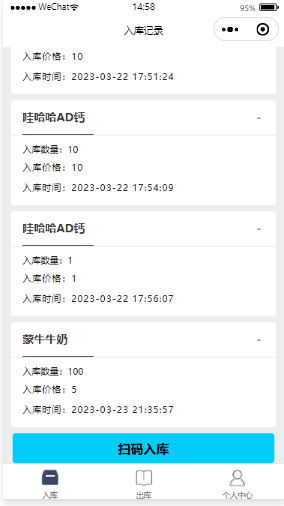 WeChat 14:58 95%
入库记录
入库价格：10
入库时间：2023-03-22 17:51:24
哇哈哈AD钙 -
入库数量：10
入库价格：10
入库时间：2023-03-22 17:54:09
哇哈哈AD钙 -
入库数量：1
入库价格：1
入库时间：2023-03-22 17:56:07
蒙牛牛奶 -
入库数量：100
入库价格：5
入库时间：2023-03-23 21:35:57
扫码入库
入库 出库 个人中心